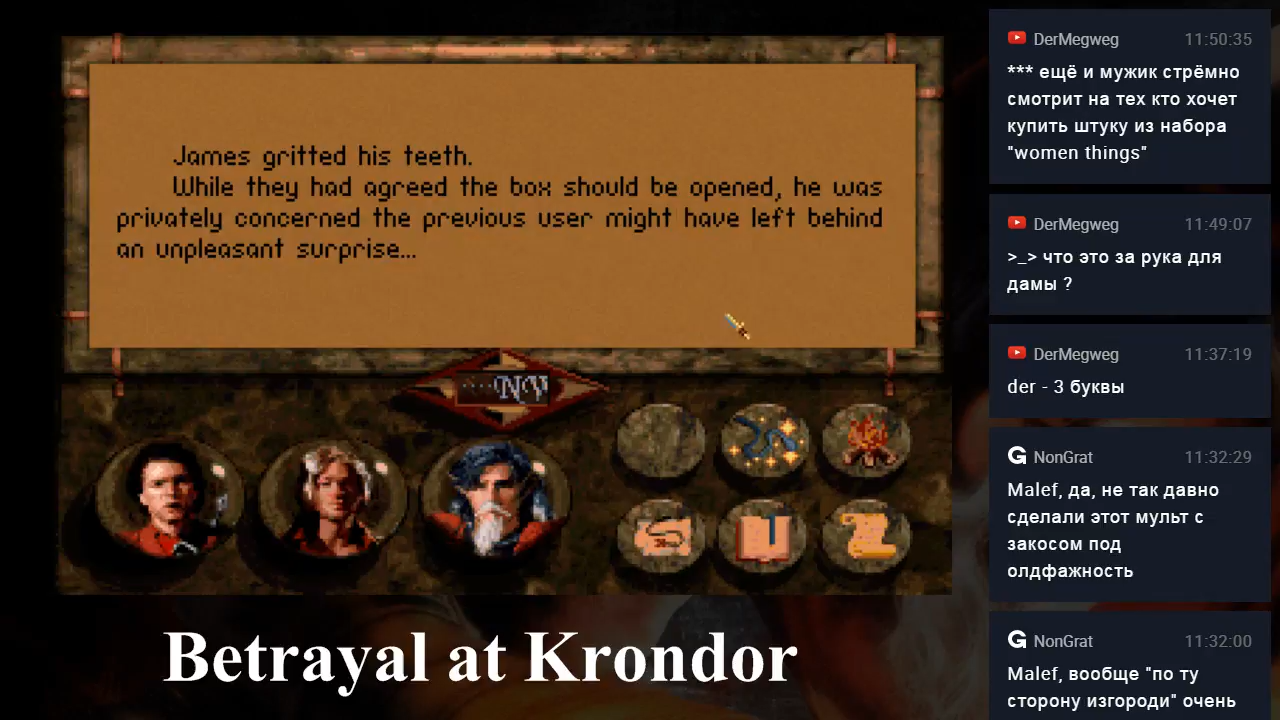 James gritted his teeth.
While they had agreed the box should be opened, he was
privately concerned the previous user might have left behind
an unpleasant surprise...
Betrayal at Krondor
DerMegweg 11:50:35
*** ещё и мужик стрёмно
смотрит на тех кто хочет
купить штуку из набора
"women things"
DerMegweg 11:49:07
>_> что это за рука для
дамы ?
DerMegweg 11:37:19
der - 3 буквы
NonGrat 11:32:29
Malef, да, не так давно
сделали этот мульт с
закосом под
олдфажность
NonGrat 11:32:00
Malef, вообще "по ту
сторону изгороди" очень